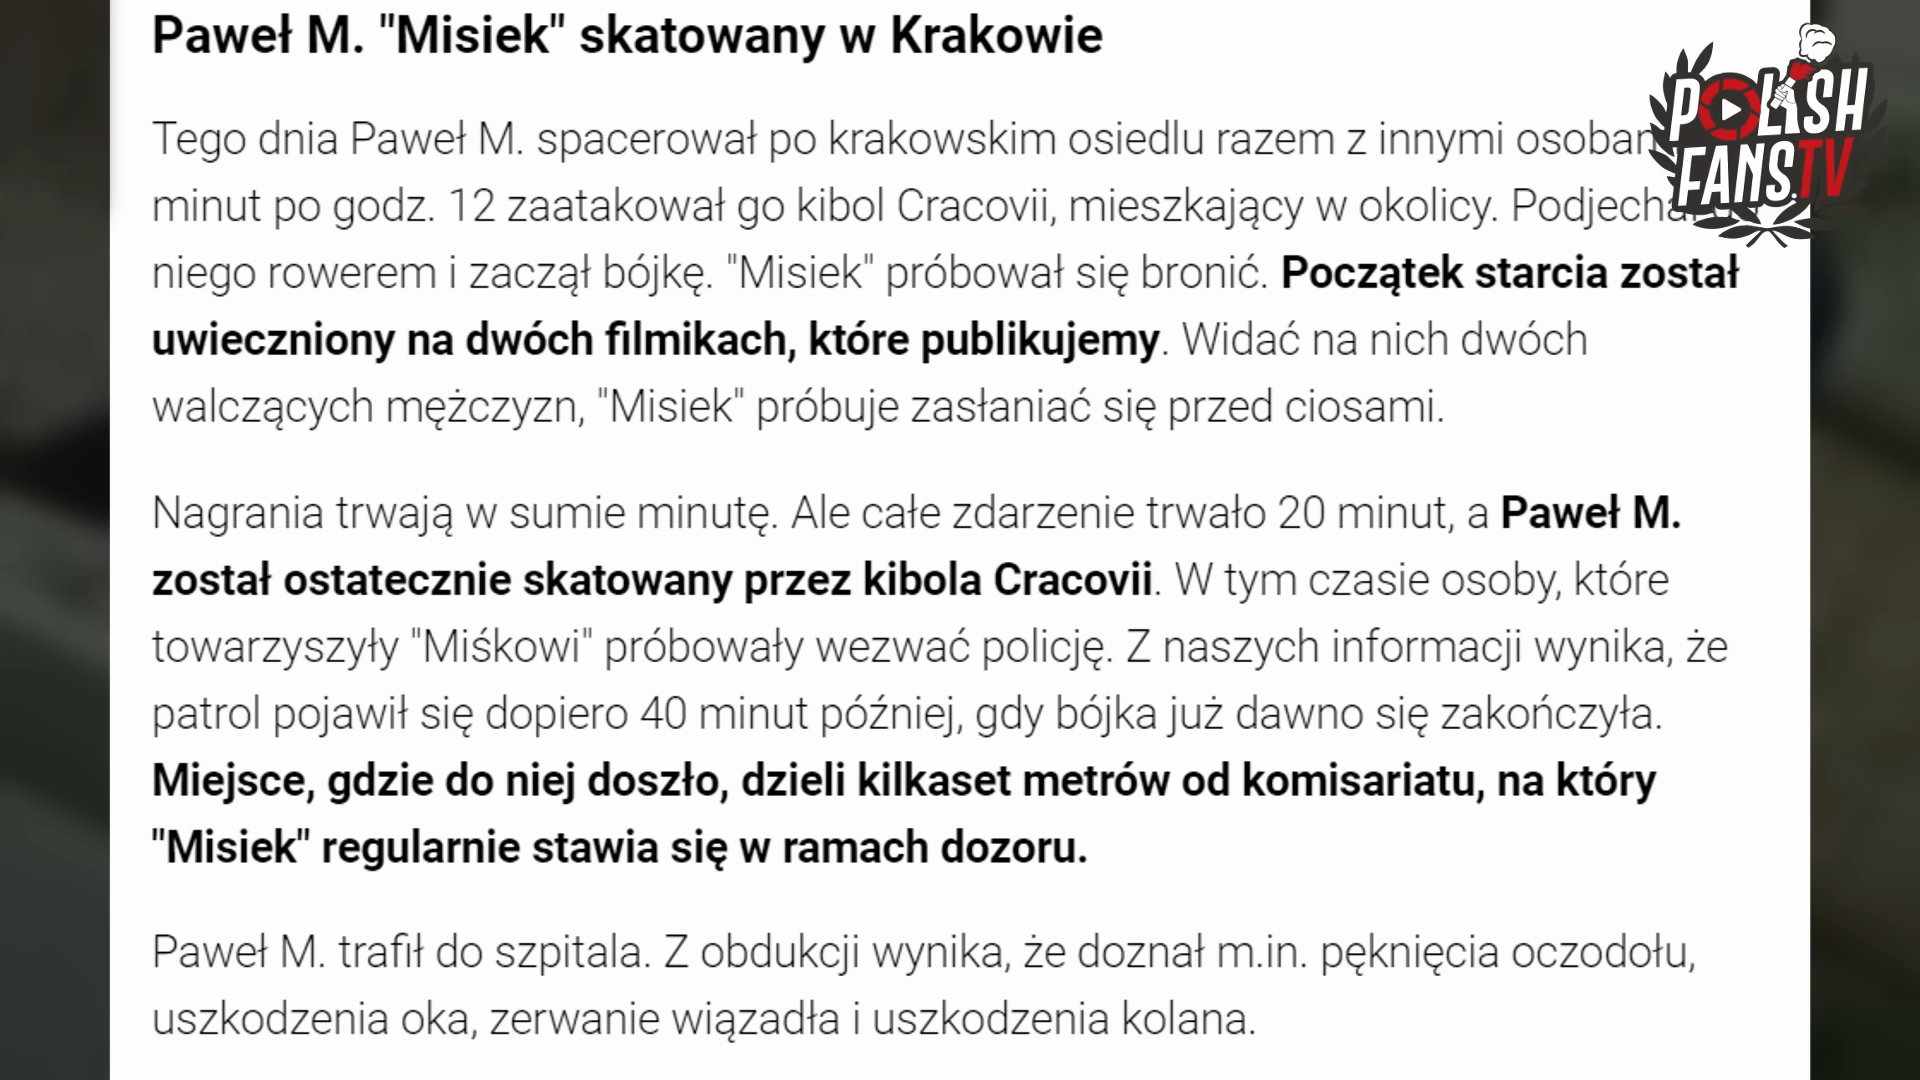 Paweł M. "Misiek" skatowany w Krakowie
Tego dnia Paweł M. spacerował po krakowskim osiedlu razem z innymi
minut po godz. 12 zaatakował go kibol Cracovii, mieszkający w okolicy.
niego rowerem i zaczął bójkę. "Misiek" próbował się bronić. Początek starcia został
uwieczniony na dwóch filmikach, które publikujemy. Widać na nich dwóch
walczących mężczyzn, "Misiek" próbuje zasłaniać się przed ciosami.
Nagrania trwają w sumie minutę. Ale całe zdarzenie trwało 20 minut, a Paweł M.
został ostatecznie skatowany przez kibola Cracovii. W tym czasie osoby, które
towarzyszyły "Miśkowi" próbowały wezwać policję. Z naszych informacji wynika, że
patrol pojawił się dopiero 40 minut później, gdy bójka już dawno się zakończyła.
Miejsce, gdzie do niej doszło, dzieli kilkaset metrów od komisariatu, na który
"Misiek" regularnie stawia się w ramach dozoru.
Paweł M. trafił do szpitala. Z obdukcji wynika, że doznał m.in. pęknięcia oczodołu,
uszkodzenia oka, zerwanie wiązadła i uszkodzenia kolana.
POLISH
FANS.TV